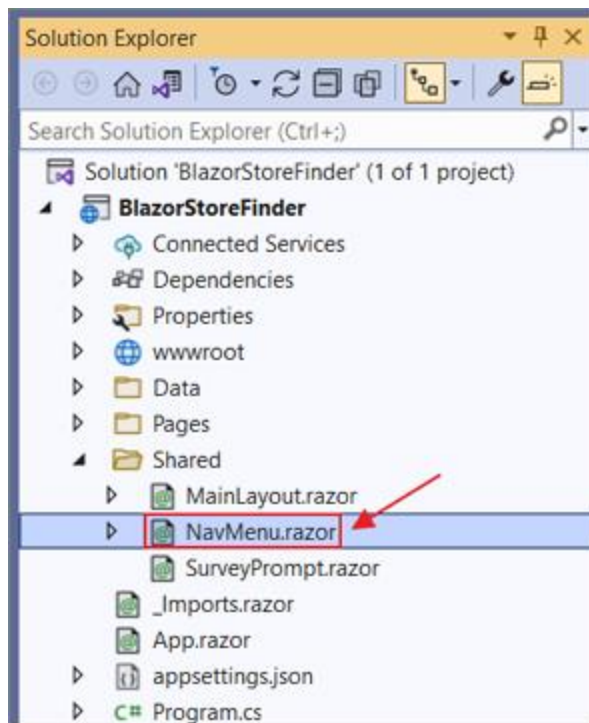 Solution Explorer
Search Solution Explorer (Ctrl+;)
Solution 'BlazorStoreFinder' (1 of 1 project)
BlazorStoreFinder
Connected Services
Dependencies
Properties
wwwroot
Data
Pages
Shared
MainLayout.razor
NavMenu.razor
SurveyPrompt.razor
_Imports.razor
App.razor
appsettings.json
C# Program.cs